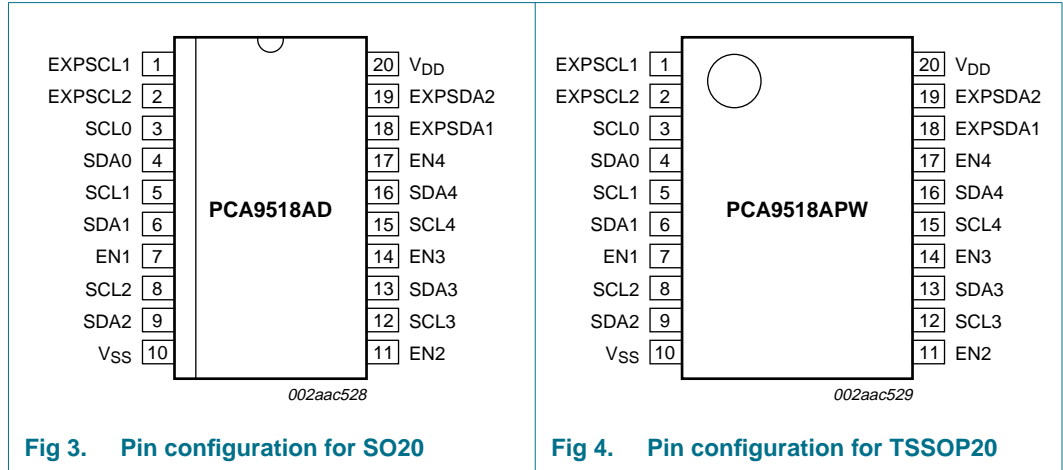 EXPSCL1 1 20 VDD
EXPSCL2 2 19 EXPSDA2
SCL0 3 18 EXPSDA1
SDA0 4 17 EN4
SCL1 5 16 SDA4
PCA9518AD
SDA1 6 15 SCL4
EN1 7 14 EN3
SCL2 8 13 SDA3
SDA2 9 12 SCL3
VSS 10 11 EN2
002aac528
Fig 3. Pin configuration for SO20
EXPSCL1 1 20 VDD
EXPSCL2 2 19 EXPSDA2
SCL0 3 18 EXPSDA1
SDA0 4 17 EN4
SCL1 5 16 SDA4
PCA9518APW
SDA1 6 15 SCL4
EN1 7 14 EN3
SCL2 8 13 SDA3
SDA2 9 12 SCL3
VSS 10 11 EN2
002aac529
Fig 4. Pin configuration for TSSOP20